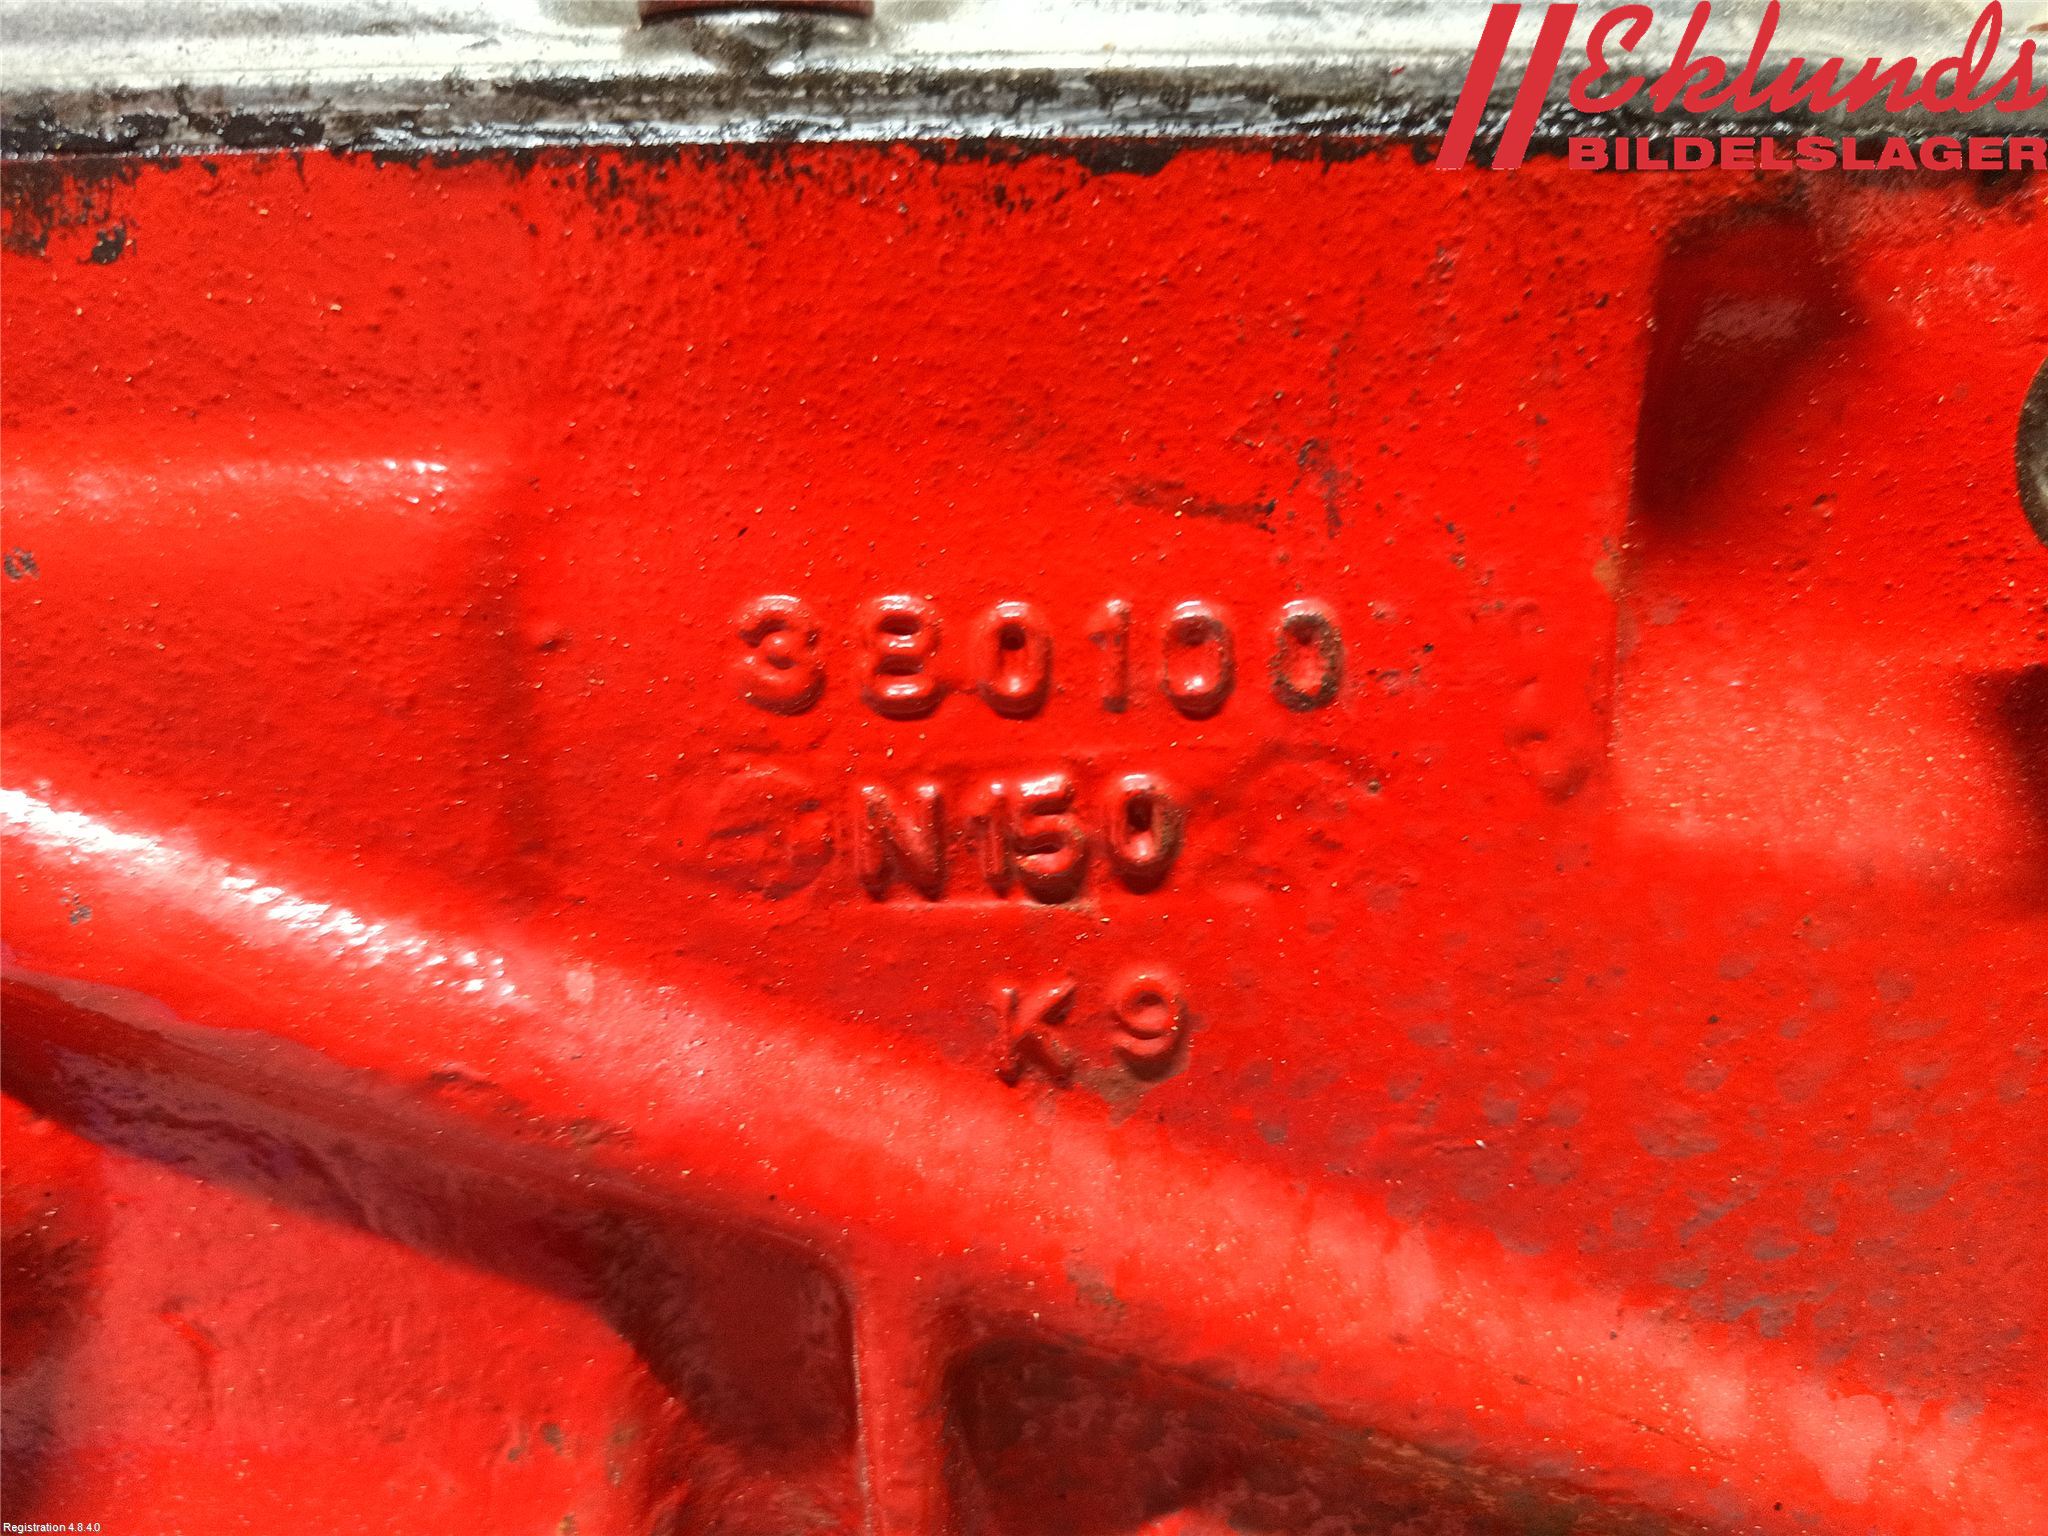 Eklunds
BILDELSLAGER
380100
N150
K9
Registration 4.8.4.0